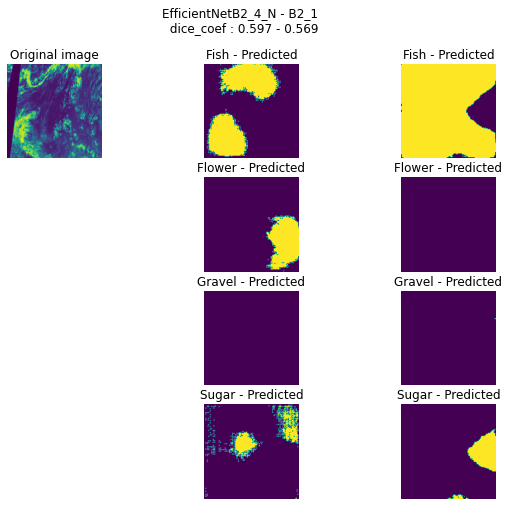 EfficientNetB2_4_N - B2_1
dice_coef : 0.597 - 0.569
Original image
Fish - Predicted
Fish - Predicted
Flower - Predicted
Flower - Predicted
Gravel - Predicted
Gravel - Predicted
Sugar - Predicted
Sugar - Predicted